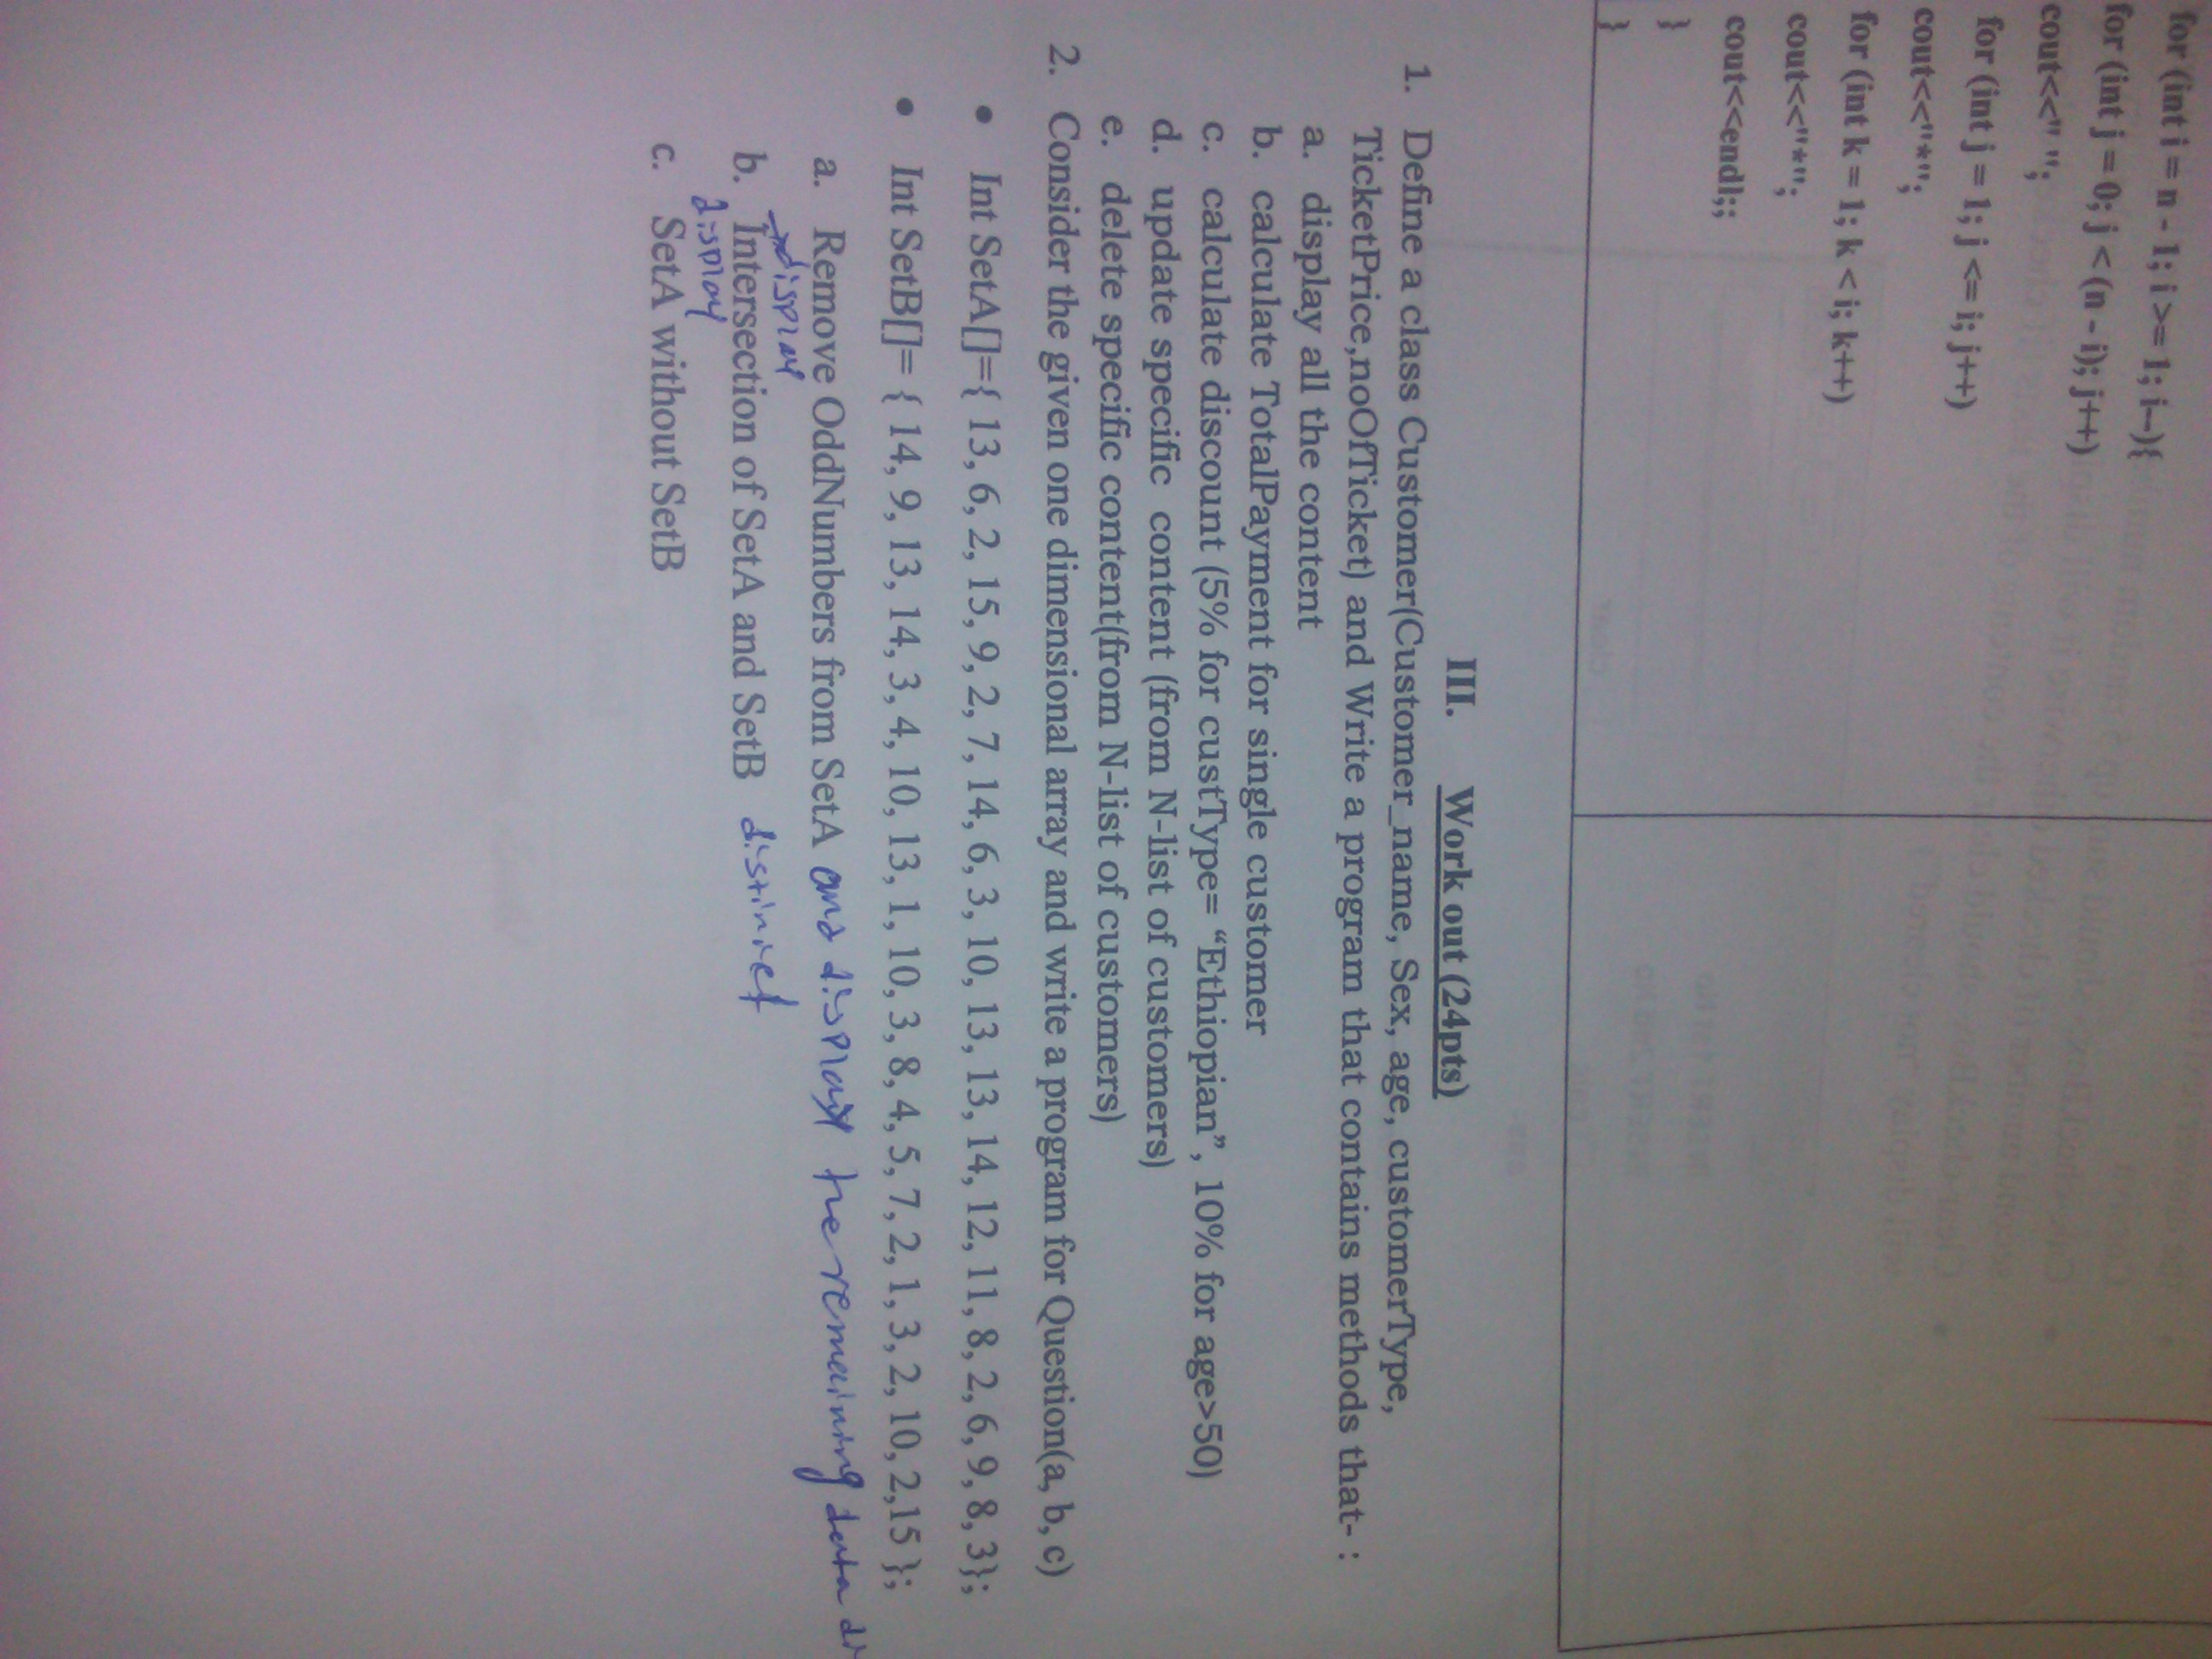 for (int i = n - 1; i >= 1; i--){
for (int j = 0; j < (n - i); j++)
cout<<" ";
for (int j = 1; j <= i; j++)
cout<<"*";
for (int k = 1; k < i; k++)
cout<<"*";
cout<<endl;;
}
}
III. Work out (24pts)
1. Define a class Customer(Customer_name, Sex, age, customerType,
TicketPrice,noOfTicket) and Write a program that contains methods that- :
a. display all the content
b. calculate TotalPayment for single customer
c. calculate discount (5% for custType= “Ethiopian”, 10% for age>50)
d. update specific content (from N-list of customers)
e. delete specific content(from N-list of customers)
2. Consider the given one dimensional array and write a program for Question(a, b, c)
• Int SetA[]={ 13, 6, 2, 15, 9, 2, 7, 14, 6, 3, 10, 13, 13, 14, 12, 11, 8, 2, 6, 9, 8, 3};
• Int SetB[]= { 14, 9, 13, 14, 3, 4, 10, 13, 1, 10, 3, 8, 4, 5, 7, 2, 1, 3, 2, 10, 2,15 };
a. Remove OddNumbers from SetA and display the remaining data
display
b. Intersection of SetA and SetB
display
c. SetA without SetB